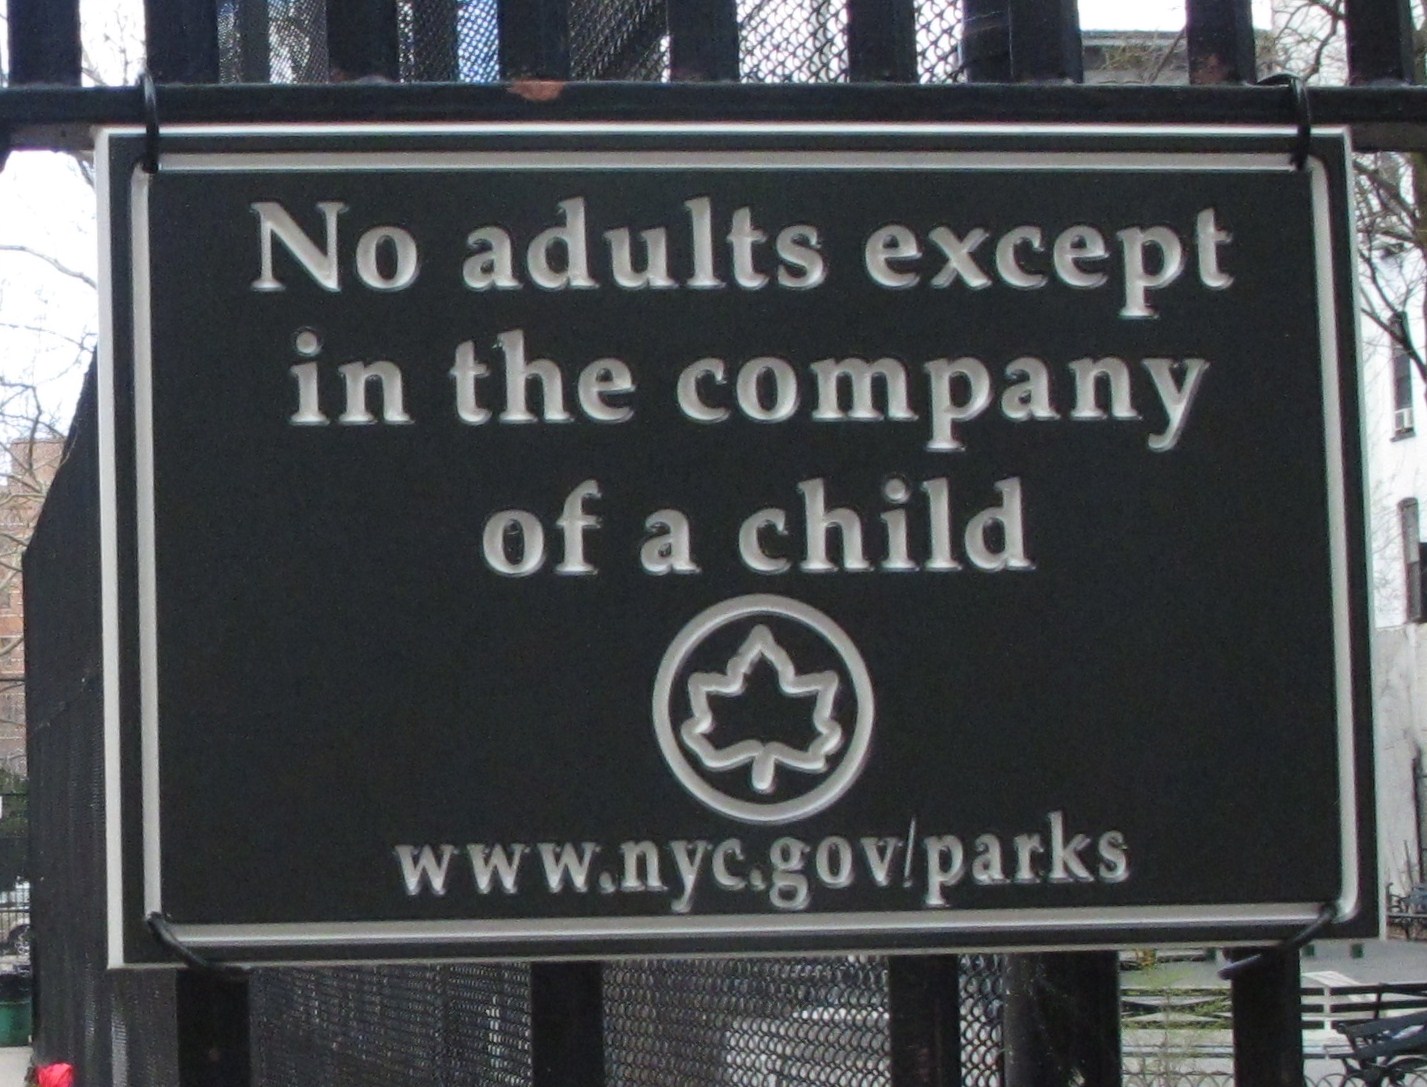 No adults except
in the company
of a child
www.nyc.gov/parks